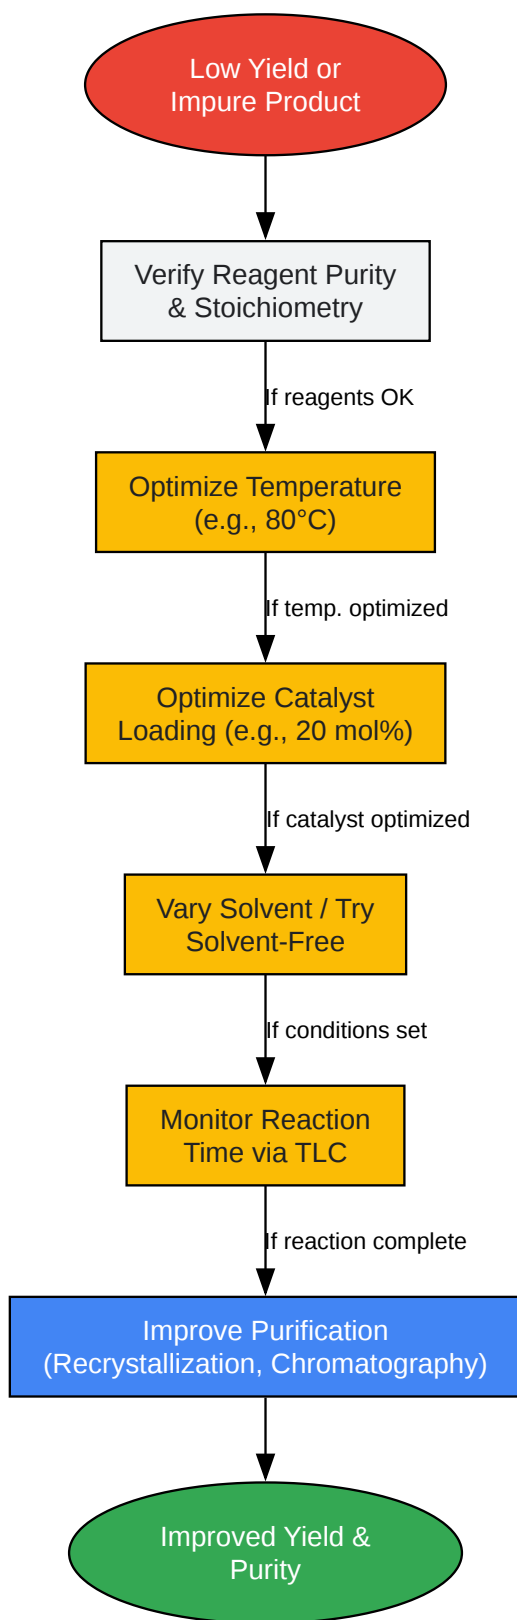 Low Yield or
Impure Product
Verify Reagent Purity
& Stoichiometry
If reagents OK
Optimize Temperature
(e.g., 80°C)
If temp. optimized
Optimize Catalyst
Loading (e.g., 20 mol%)
If catalyst optimized
Vary Solvent / Try
Solvent-Free
If conditions set
Monitor Reaction
Time via TLC
If reaction complete
Improve Purification
(Recrystallization, Chromatography)
Improved Yield &
Purity